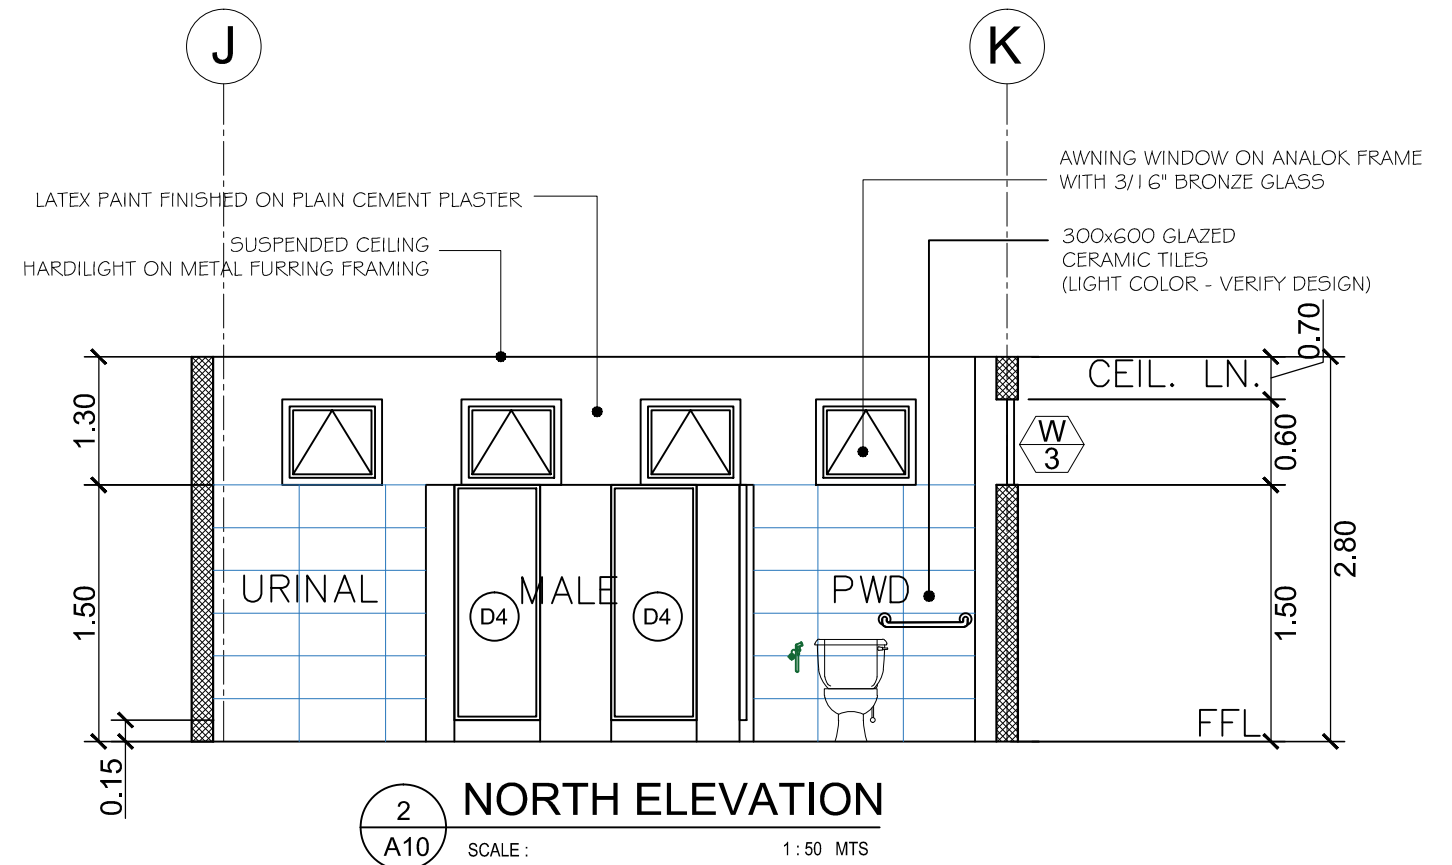 J
K
AWNING WINDOW ON ANALOK FRAME
WITH 3/16" BRONZE GLASS
LATEX PAINT FINISHED ON PLAIN CEMENT PLASTER
300x600 GLAZED
CERAMIC TILES
(LIGHT COLOR - VERIFY DESIGN)
SUSPENDED CEILING
HARDILIGHT ON METAL FURRING FRAMING
0.70
CEIL. LN.
1.30
W
3
0.60
2.80
URINAL
MALE
PWD
D4
D4
1.50
1.50
FFL
0.15
2
A10
NORTH ELEVATION
SCALE :
1 : 50 MTS